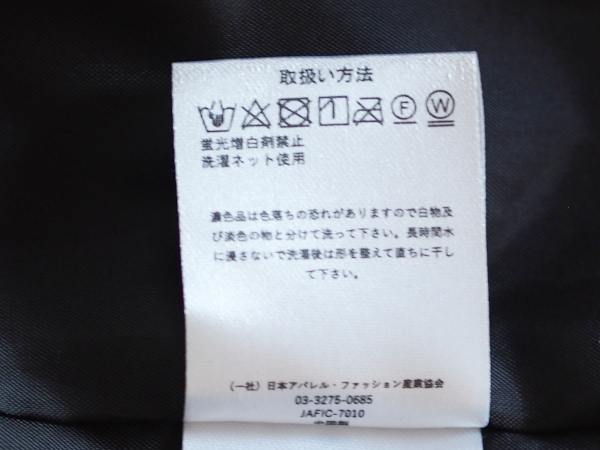 取扱い方法
F W
蛍光増白剤禁止
洗濯ネット使用
濃色品は色落ちの恐れがありますので白物及
び淡色の物と分けて洗って下さい。長時間水
に浸さないで洗濯後は形を整えて直ちに干し
て下さい。
(一社)日本アパレル・ファッション産業協会
03-3275-0685
JAFIC-7010